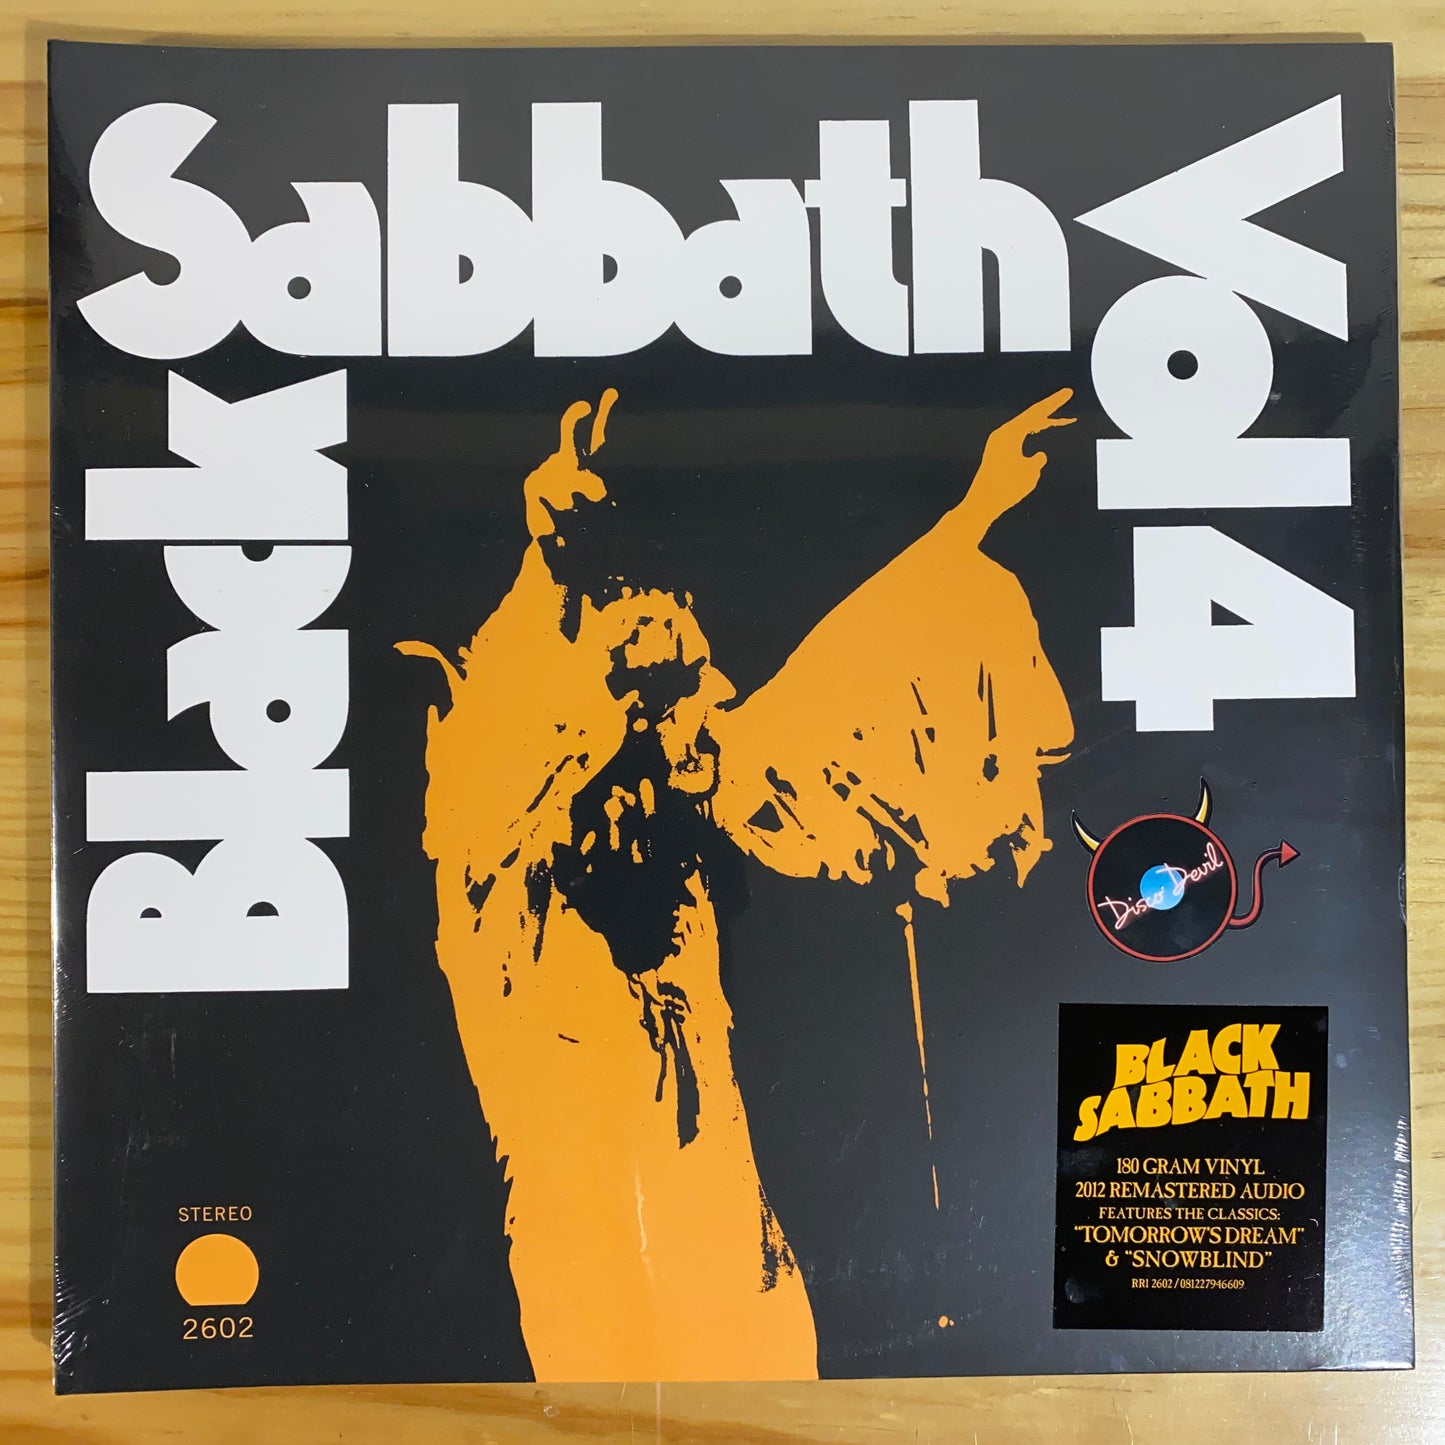 Black
Sabbath
Vol 4
Disco Devil
BLACK
SABBATH
180 GRAM VINYL
2012 REMASTERED AUDIO
FEATURES THE CLASSICS:
“TOMORROW'S DREAM”
& “SNOWBLIND”
RR1 2602 / 081227946609
STEREO
2602